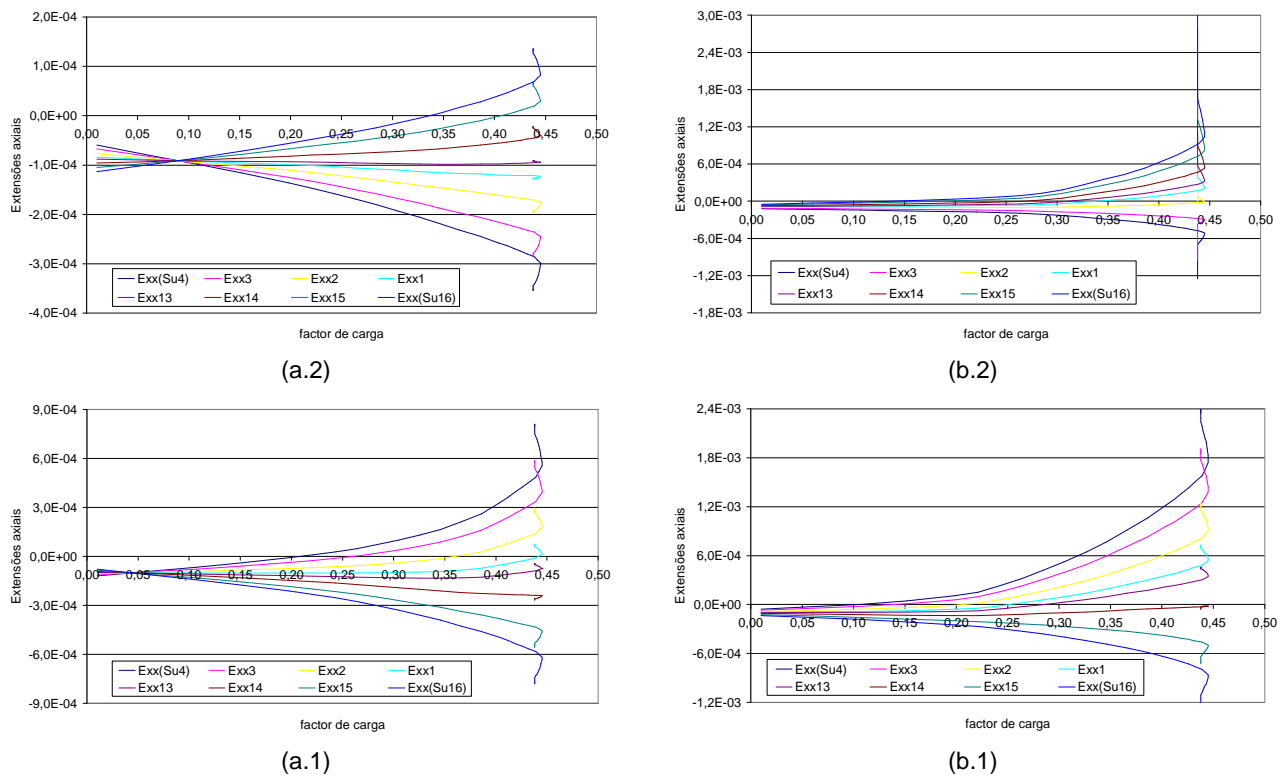 2,0E-04
1,0E-04
0,0E+00
-1,0E-04
-2,0E-04
-3,0E-04
-4,0E-04
0,00 0,05 0,10 0,15 0,20 0,25 0,30 0,35 0,40 0,45 0,50
Extensões axiais
Exx(Su4) Exx3 Exx2 Exx1
Exx13 Exx14 Exx15 Exx(Su16)
factor de carga
(a.2)
3,0E-03
2,4E-03
1,8E-03
1,2E-03
6,0E-04
0,0E+00
-6,0E-04
-1,2E-03
-1,8E-03
0,00 0,05 0,10 0,15 0,20 0,25 0,30 0,35 0,40 0,45 0,50
Extensões axiais
Exx(Su4) Exx3 Exx2 Exx1
Exx13 Exx14 Exx15 Exx(Su16)
factor de carga
(b.2)
9,0E-04
6,0E-04
3,0E-04
0,0E+00
-3,0E-04
-6,0E-04
-9,0E-04
0,00 0,05 0,10 0,15 0,20 0,25 0,30 0,35 0,40 0,45 0,50
Extensões axiais
Exx(Su4) Exx3 Exx2 Exx1
Exx13 Exx14 Exx15 Exx(Su16)
factor de carga
(a.1)
2,4E-03
1,8E-03
1,2E-03
6,0E-04
0,0E+00
-6,0E-04
-1,2E-03
0,00 0,05 0,10 0,15 0,20 0,25 0,30 0,35 0,40 0,45 0,50
Extensões axiais
Exx(Su4) Exx3 Exx2 Exx1
Exx13 Exx14 Exx15 Exx(Su16)
factor de carga
(b.1)